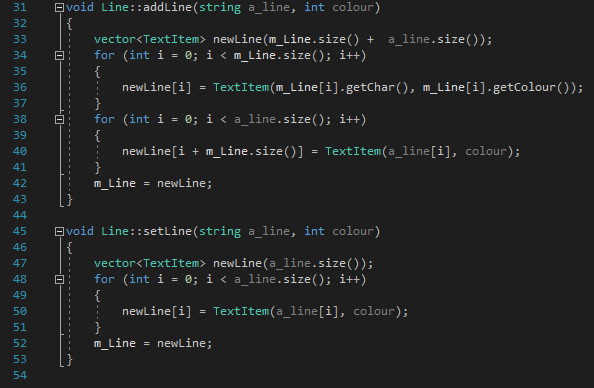 31 void Line::addLine(string a_line, int colour)
32 {
33     vector<TextItem> newLine(m_Line.size() +  a_line.size());
34     for (int i = 0; i < m_Line.size(); i++)
35     {
36         newLine[i] = TextItem(m_Line[i].getChar(), m_Line[i].getColour());
37     }
38     for (int i = 0; i < a_line.size(); i++)
39     {
40         newLine[i + m_Line.size()] = TextItem(a_line[i], colour);
41     }
42     m_Line = newLine;
43 }
44
45 void Line::setLine(string a_line, int colour)
46 {
47     vector<TextItem> newLine(a_line.size());
48     for (int i = 0; i < a_line.size(); i++)
49     {
50         newLine[i] = TextItem(a_line[i], colour);
51     }
52     m_Line = newLine;
53 }
54